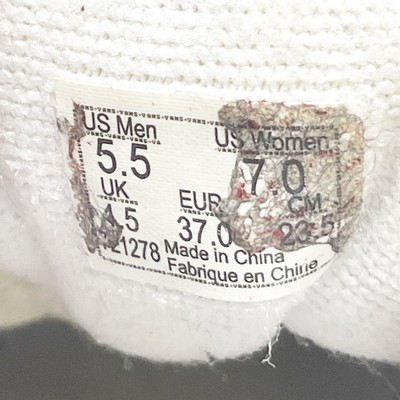 US Men US Women
5.5 7.0
UK EUR CM
4.5 37.0 23.5
721278 Made in China
Fabrique en Chine